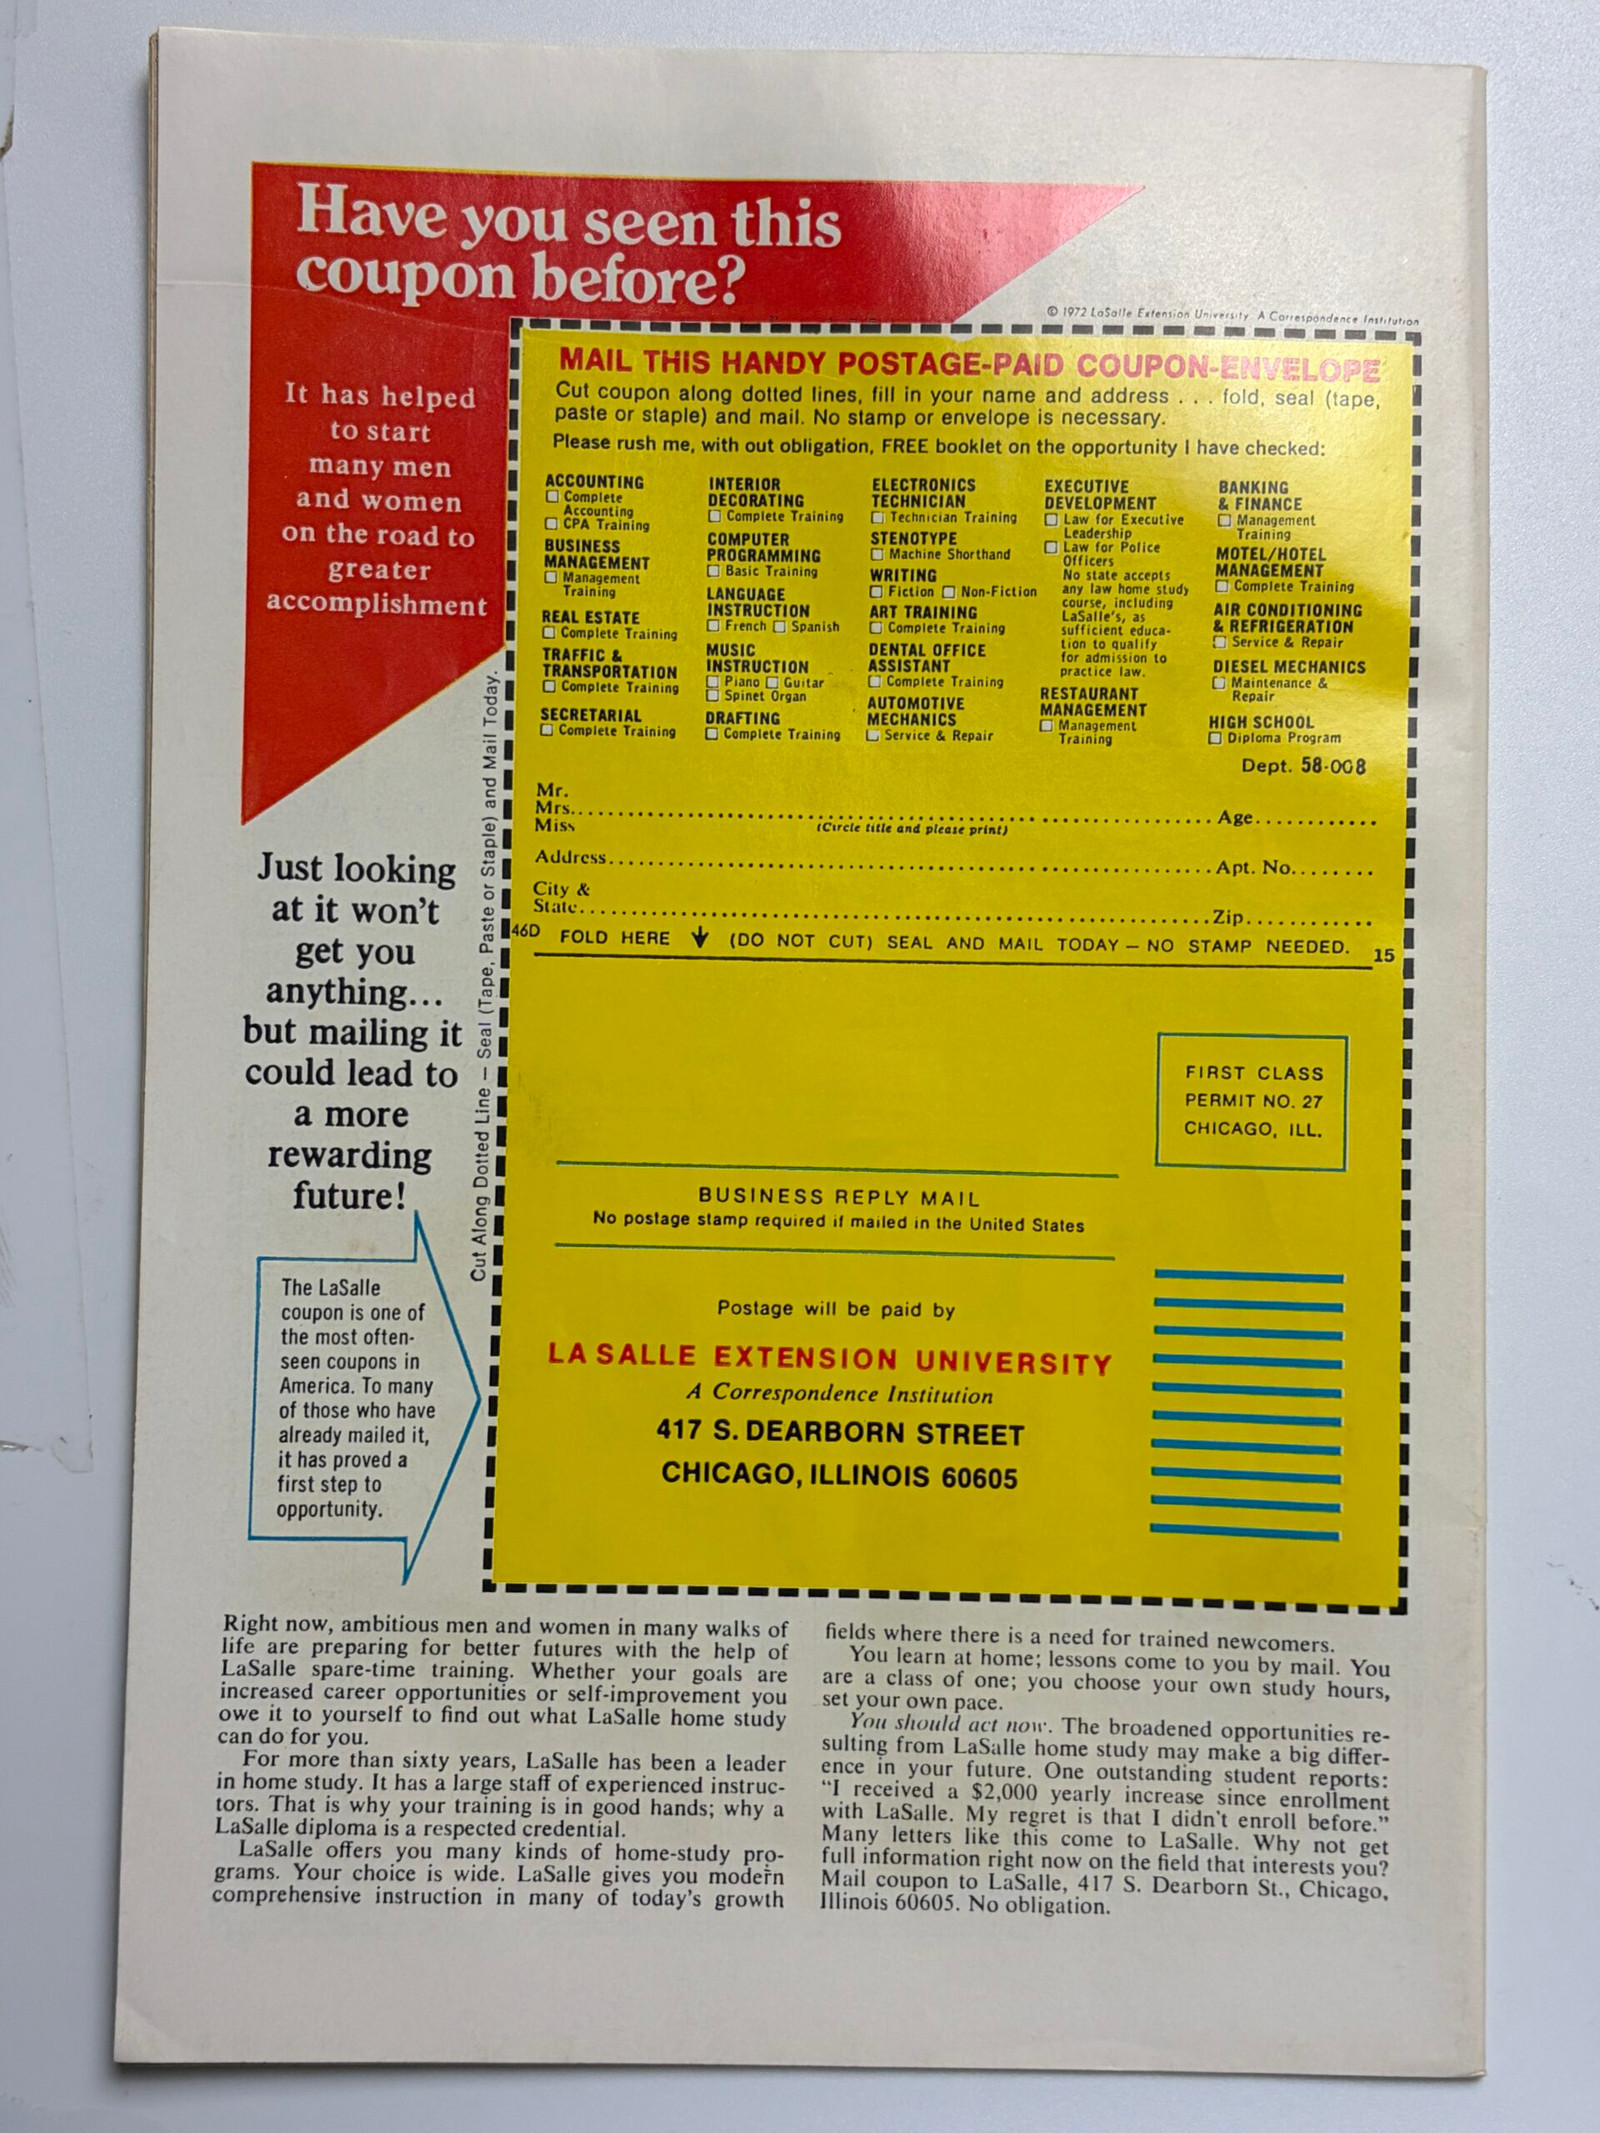 Have you seen this
coupon before?
© 1972 LaSalle Extension University A Correspondence Institution
It has helped
to start
many men
and women
on the road to
greater
accomplishment
Just looking
at it won't
get you
anything...
but mailing it
could lead to
a more
rewarding
future!
The LaSalle
coupon is one of
the most often-
seen coupons in
America. To many
of those who have
already mailed it,
it has proved a
first step to
opportunity.
Cut Along Dotted Line — Seal (Tape, Paste or Staple) and Mail Today.
MAIL THIS HANDY POSTAGE-PAID COUPON-ENVELOPE
Cut coupon along dotted lines, fill in your name and address . . . fold, seal (tape,
paste or staple) and mail. No stamp or envelope is necessary.
Please rush me, with out obligation, FREE booklet on the opportunity I have checked:
ACCOUNTING
Complete
Accounting
CPA Training
BUSINESS
MANAGEMENT
Management
Training
REAL ESTATE
Complete Training
TRAFFIC &
TRANSPORTATION
Complete Training
SECRETARIAL
Complete Training
INTERIOR
DECORATING
Complete Training
COMPUTER
PROGRAMMING
Basic Training
LANGUAGE
INSTRUCTION
French Spanish
MUSIC
INSTRUCTION
Piano Guitar
Spinet Organ
DRAFTING
Complete Training
ELECTRONICS
TECHNICIAN
Technician Training
STENOTYPE
Machine Shorthand
WRITING
Fiction Non-Fiction
ART TRAINING
Complete Training
DENTAL OFFICE
ASSISTANT
Complete Training
AUTOMOTIVE
MECHANICS
Service & Repair
EXECUTIVE
DEVELOPMENT
Law for Executive
Leadership
Law for Police
Officers
No state accepts
any law home study
course, including
LaSalle's, as
sufficient educa-
tion to qualify
for admission to
practice law.
RESTAURANT
MANAGEMENT
Management
Training
BANKING
& FINANCE
Management
Training
MOTEL/HOTEL
MANAGEMENT
Complete Training
AIR CONDITIONING
& REFRIGERATION
Service & Repair
DIESEL MECHANICS
Maintenance &
Repair
HIGH SCHOOL
Diploma Program
Dept. 58-008
Mr.
Mrs. Age
Miss (Circle title and please print)
Address Apt. No.
City &
State Zip
46D FOLD HERE (DO NOT CUT) SEAL AND MAIL TODAY — NO STAMP NEEDED. 15
FIRST CLASS
PERMIT NO. 27
CHICAGO, ILL.
BUSINESS REPLY MAIL
No postage stamp required if mailed in the United States
Postage will be paid by
LA SALLE EXTENSION UNIVERSITY
A Correspondence Institution
417 S. DEARBORN STREET
CHICAGO, ILLINOIS 60605
Right now, ambitious men and women in many walks of
life are preparing for better futures with the help of
LaSalle spare-time training. Whether your goals are
increased career opportunities or self-improvement you
owe it to yourself to find out what LaSalle home study
can do for you.
For more than sixty years, LaSalle has been a leader
in home study. It has a large staff of experienced instruc-
tors. That is why your training is in good hands; why a
LaSalle diploma is a respected credential.
LaSalle offers you many kinds of home-study pro-
grams. Your choice is wide. LaSalle gives you modern
comprehensive instruction in many of today's growth
fields where there is a need for trained newcomers.
You learn at home; lessons come to you by mail. You
are a class of one; you choose your own study hours,
set your own pace.
You should act now. The broadened opportunities re-
sulting from LaSalle home study may make a big differ-
ence in your future. One outstanding student reports:
"I received a $2,000 yearly increase since enrollment
with LaSalle. My regret is that I didn't enroll before."
Many letters like this come to LaSalle. Why not get
full information right now on the field that interests you?
Mail coupon to LaSalle, 417 S. Dearborn St., Chicago,
Illinois 60605. No obligation.